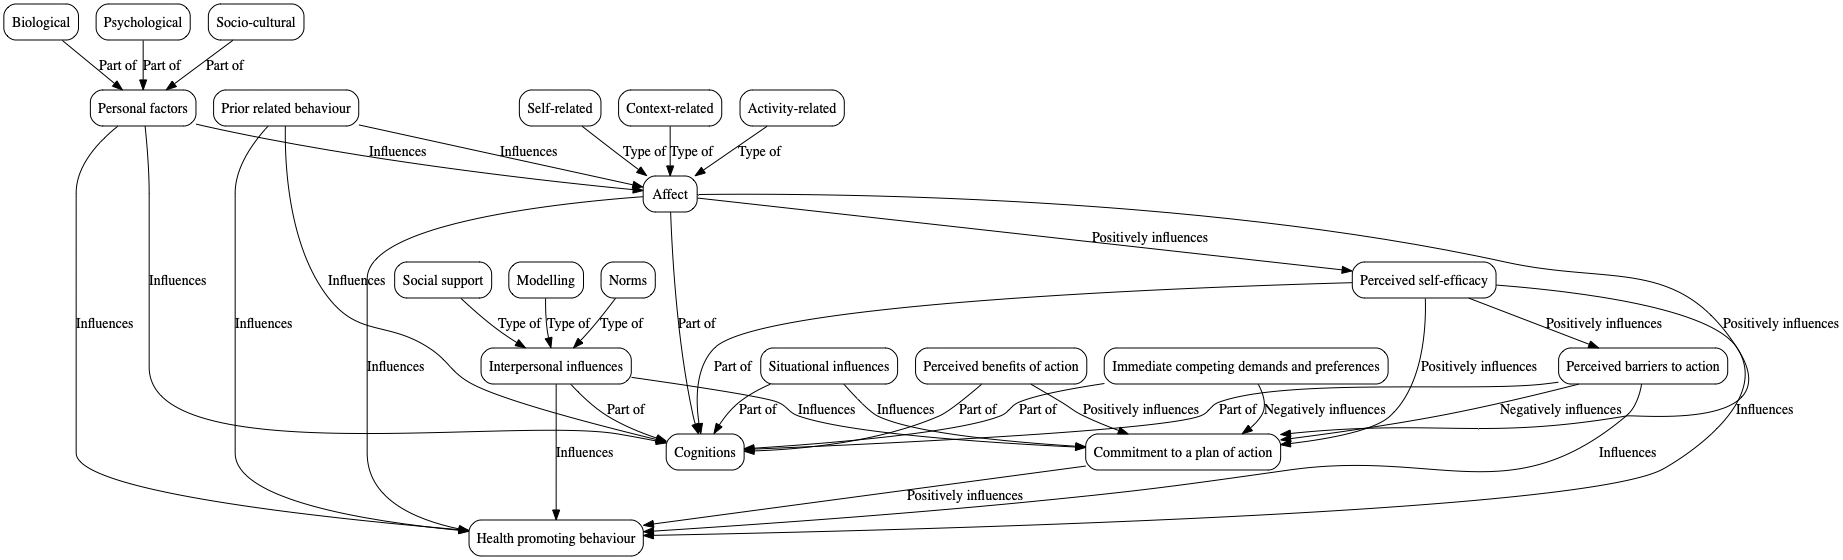 Biological
Psychological
Socio-cultural
Part of
Part of
Part of
Personal factors
Prior related behaviour
Self-related
Context-related
Activity-related
Influences
Influences
Type of
Type of
Type of
Affect
Positively influences
Social support
Modelling
Norms
Perceived self-efficacy
Influences
Influences
Influences
Influences
Type of
Type of
Type of
Part of
Positively influences
Positively influences
Interpersonal influences
Situational influences
Perceived benefits of action
Immediate competing demands and preferences
Perceived barriers to action
Influences
Part of
Positively influences
Part of
Influences
Part of
Influences
Part of
Positively influences
Part of
Negatively influences
Part of
Negatively influences
Influences
Cognitions
Commitment to a plan of action
Influences
Influences
Positively influences
Health promoting behaviour